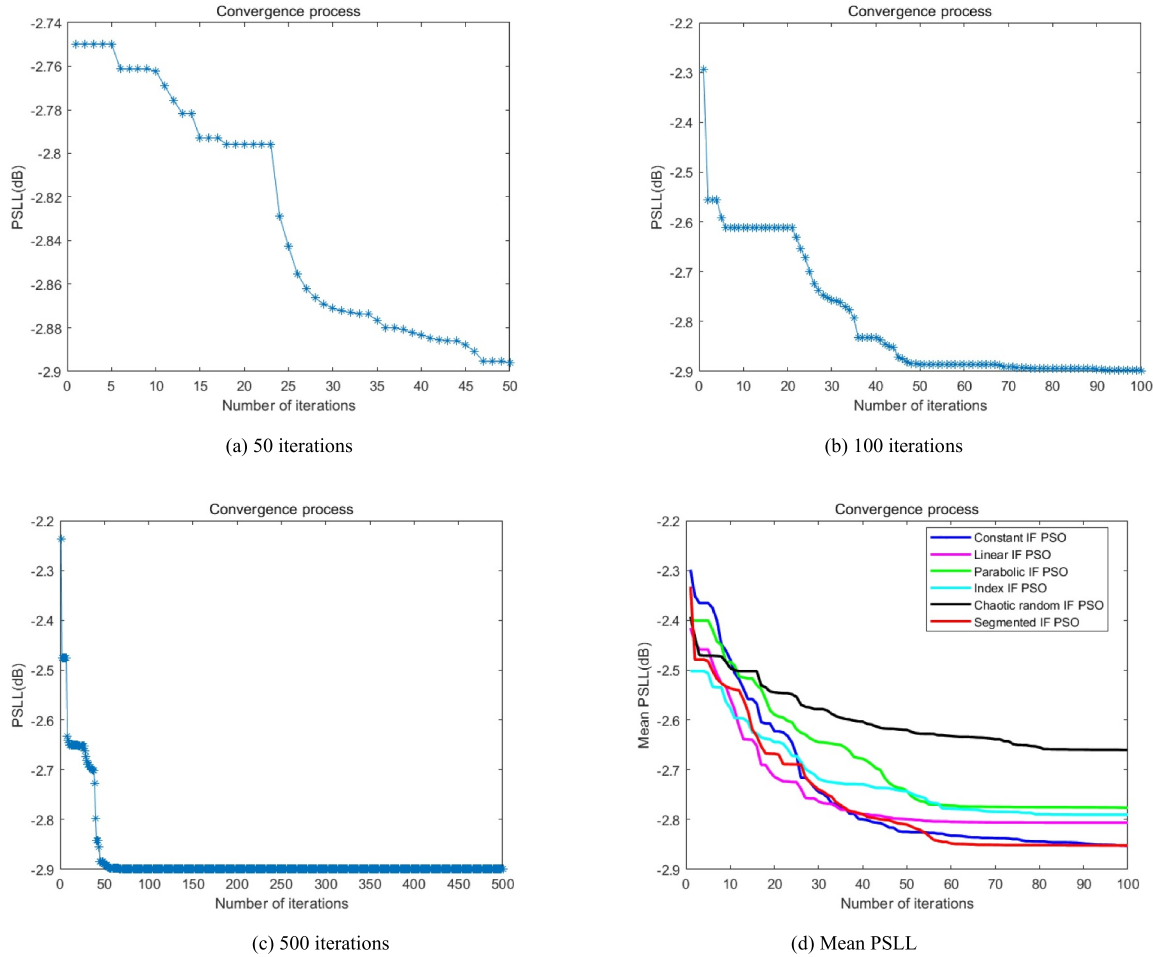 Convergence process
-2.74
-2.76
-2.78
-2.8
-2.82
-2.84
-2.86
-2.88
-2.9
PSLL(dB)
0 5 10 15 20 25 30 35 40 45 50
Number of iterations
(a) 50 iterations
Convergence process
-2.2
-2.3
-2.4
-2.5
-2.6
-2.7
-2.8
-2.9
PSLL(dB)
0 10 20 30 40 50 60 70 80 90 100
Number of iterations
(b) 100 iterations
Convergence process
-2.2
-2.3
-2.4
-2.5
-2.6
-2.7
-2.8
-2.9
PSLL(dB)
0 50 100 150 200 250 300 350 400 450 500
Number of iterations
(c) 500 iterations
Convergence process
-2.2
-2.3
-2.4
-2.5
-2.6
-2.7
-2.8
-2.9
Mean PSLL(dB)
Constant IF PSO
Linear IF PSO
Parabolic IF PSO
Index IF PSO
Chaotic random IF PSO
Segmented IF PSO
0 10 20 30 40 50 60 70 80 90 100
Number of iterations
(d) Mean PSLL